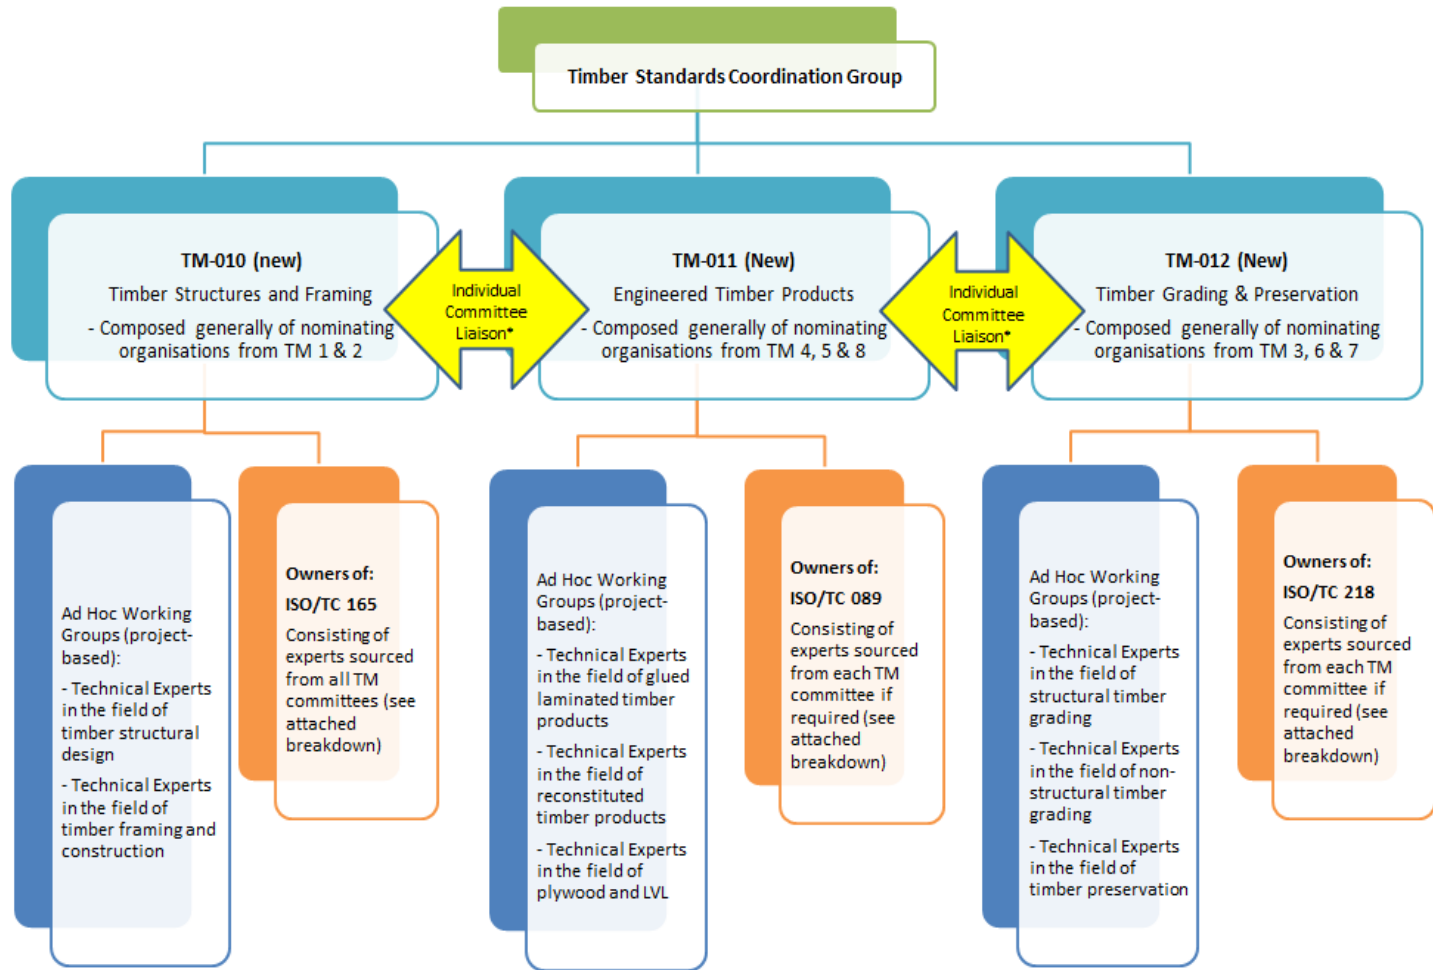 Timber Standards Coordination Group
TM-010 (new)
Timber Structures and Framing
- Composed generally of nominating
organisations from TM 1 & 2
Individual
Committee
Liaison*
TM-011 (New)
Engineered Timber Products
- Composed generally of nominating
organisations from TM 4, 5 & 8
Individual
Committee
Liaison*
TM-012 (New)
Timber Grading & Preservation
- Composed generally of nominating
organisations from TM 3, 6 & 7
Ad Hoc Working
Groups (project-
based):
- Technical Experts
in the field of
timber structural
design
- Technical Experts
in the field of
timber framing and
construction
Owners of:
ISO/TC 165
Consisting of
experts sourced
from all TM
committees (see
attached
breakdown)
Ad Hoc Working
Groups (project-
based):
- Technical Experts
in the field of glued
laminated timber
products
- Technical Experts
in the field of
reconstituted
timber products
- Technical Experts
in the field of
plywood and LVL
Owners of:
ISO/TC 089
Consisting of
experts sourced
from each TM
committee if
required (see
attached
breakdown)
Ad Hoc Working
Groups (project-
based):
- Technical Experts
in the field of
structural timber
grading
- Technical Experts
in the field of non-
structural timber
grading
- Technical Experts
in the field of
timber preservation
Owners of:
ISO/TC 218
Consisting of
experts sourced
from each TM
committee if
required (see
attached
breakdown)